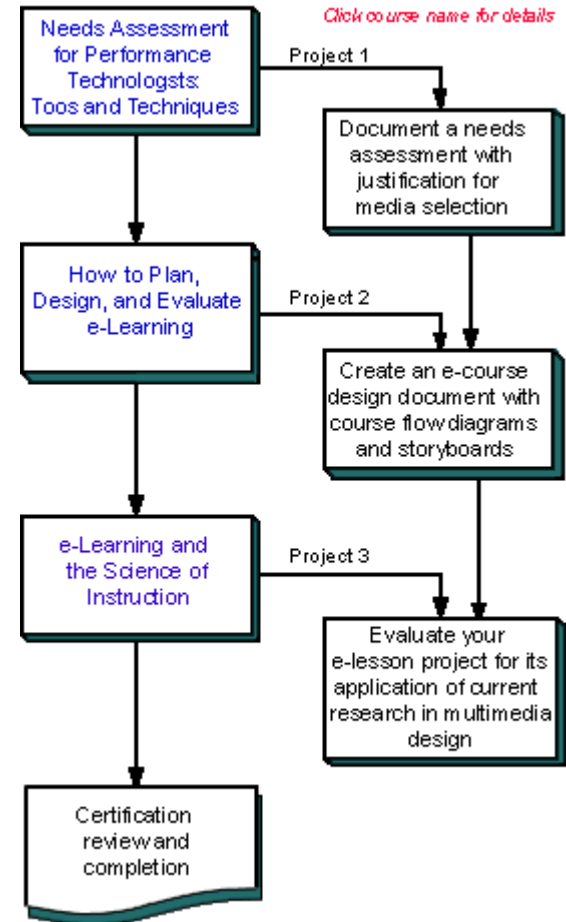 Click course name for details
Needs Assessment
for Performance
Technologsts:
Toos and Techniques
Project 1
Document a needs
assessment with
justification for
media selection
How to Plan,
Design, and Evaluate
e-Learning
Project 2
Create an e-course
design document with
course flow diagrams
and storyboards
e-Learning and
the Science of
Instruction
Project 3
Evaluate your
e-lesson project for its
application of current
research in multimedia
design
Certification
review and
completion